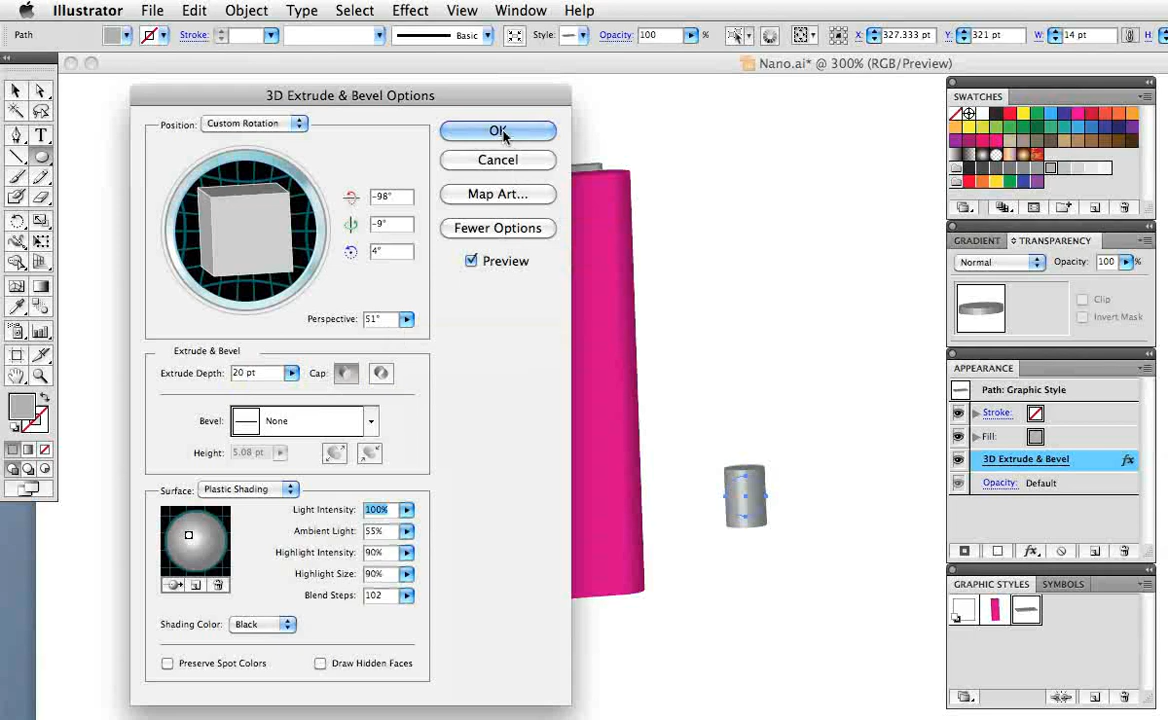 Illustrator File Edit Object Type Select Effect View Window Help
Path Stroke: Basic Style: Opacity: 100 % X: 327.333 pt Y: 321 pt W: 14 pt H:
Nano.ai* @ 300% (RGB/Preview)
3D Extrude & Bevel Options
Position: Custom Rotation
OK
Cancel
Map Art...
Fewer Options
Preview
-98°
-9°
4°
Perspective: 51°
Extrude & Bevel
Extrude Depth: 20 pt Cap:
Bevel: None
Height: 5.08 pt
Surface: Plastic Shading
Light Intensity: 100%
Ambient Light: 55%
Highlight Intensity: 90%
Highlight Size: 90%
Blend Steps: 102
Shading Color: Black
Preserve Spot Colors Draw Hidden Faces
SWATCHES
GRADIENT TRANSPARENCY
Normal Opacity: 100 %
Clip
Invert Mask
APPEARANCE
Path: Graphic Style
Stroke:
Fill:
3D Extrude & Bevel fx
Opacity: Default
fx
GRAPHIC STYLES SYMBOLS